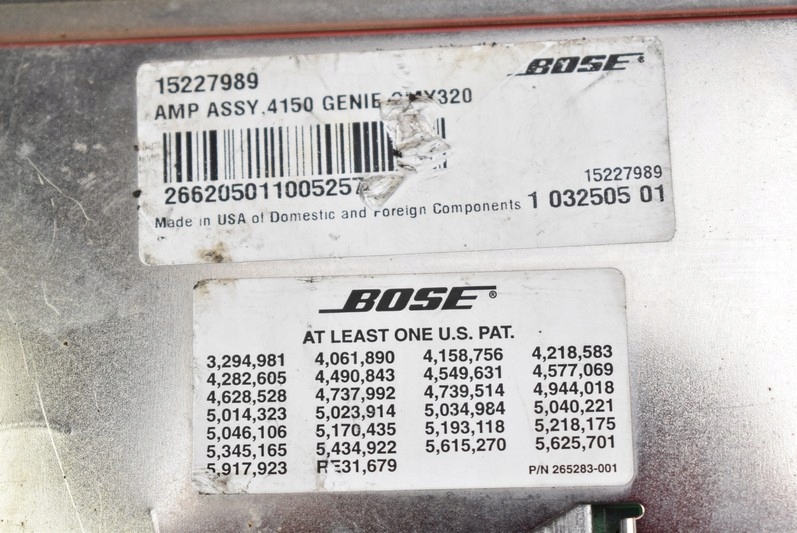 15227989
BOSE®
AMP ASSY,4150 GENIE GMX320
266205011005257
15227989
Made in USA of Domestic and Foreign Components 1 032505 01
BOSE®
AT LEAST ONE U.S. PAT.
3,294,981 4,061,890 4,158,756 4,218,583
4,282,605 4,490,843 4,549,631 4,577,069
4,628,528 4,737,992 4,739,514 4,944,018
5,014,323 5,023,914 5,034,984 5,040,221
5,046,106 5,170,435 5,193,118 5,218,175
5,345,165 5,434,922 5,615,270 5,625,701
5,917,923 RE31,679 P/N 265283-001